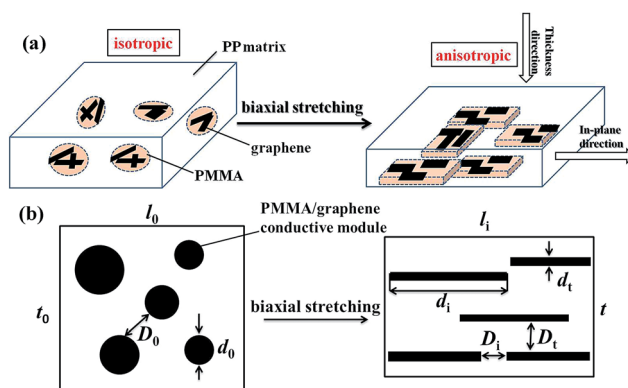 (a)
isotropic
PP matrix
anisotropic
Thickness
direction
biaxial stretching
In-plane
direction
graphene
PMMA
(b)
l0
PMMA/graphene
conductive module
li
t0
D0
d0
biaxial stretching
di
dt
t
Di
Dt